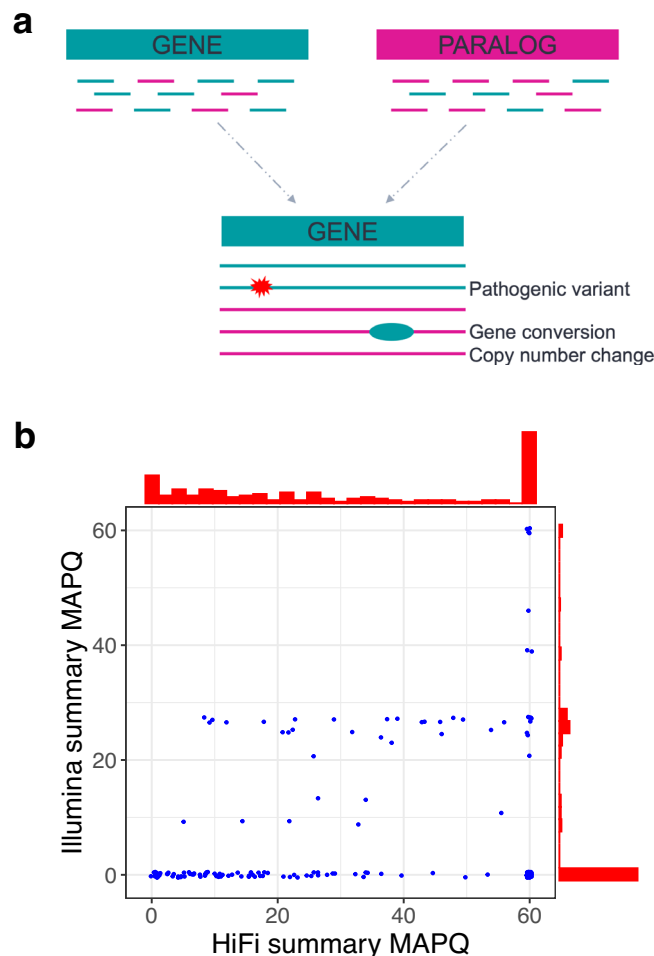 a
GENE
PARALOG
GENE
Pathogenic variant
Gene conversion
Copy number change
b
60
40
20
0
Illumina summary MAPQ
0
20
40
60
HiFi summary MAPQ